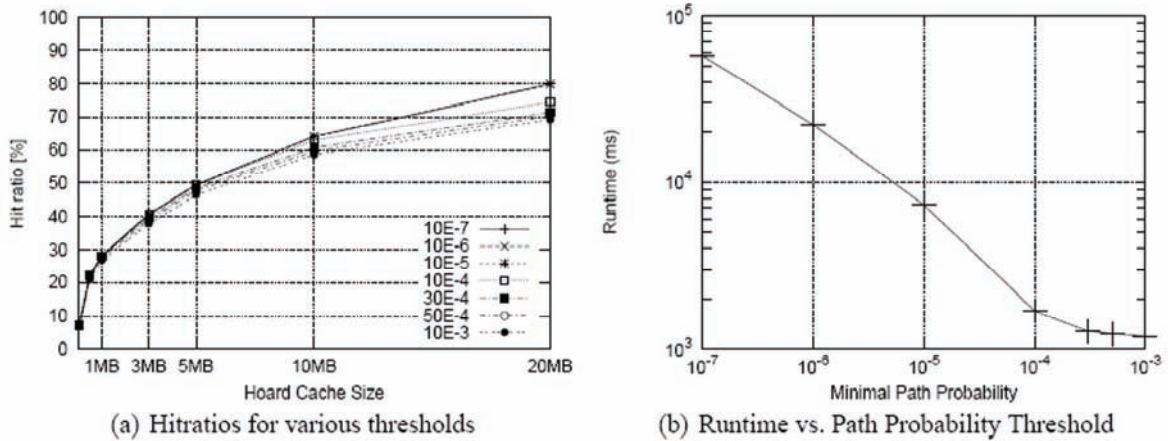 100
90
80
70
60
50
40
30
20
10
0
Hit ratio [%]
10E-7
10E-6
10E-5
10E-4
30E-4
50E-4
10E-3
1MB 3MB 5MB 10MB 20MB
Hoard Cache Size
(a) Hitratios for various thresholds
10^5
10^4
10^3
Runtime (ms)
10^-7 10^-6 10^-5 10^-4 10^-3
Minimal Path Probability
(b) Runtime vs. Path Probability Threshold